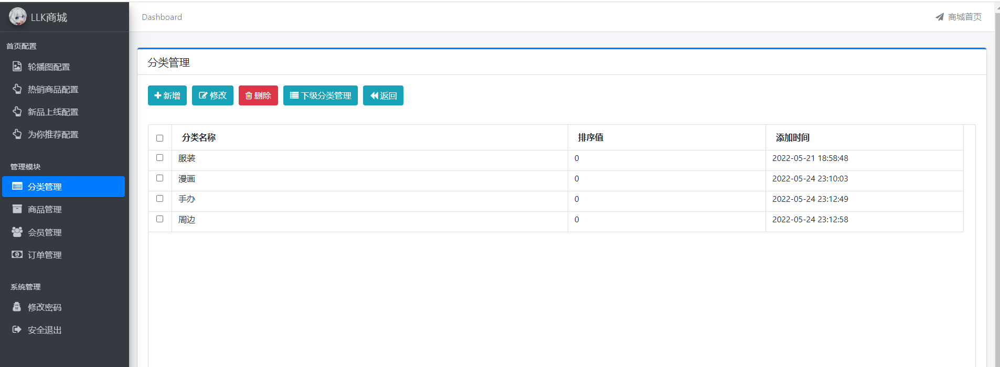 LLK商城
Dashboard
商城首页
首页配置
轮播图配置
热销商品配置
新品上线配置
为你推荐配置
管理模块
分类管理
商品管理
会员管理
订单管理
系统管理
修改密码
安全退出
分类管理
新增 修改 删除 下级分类管理 返回
分类名称 排序值 添加时间
服装 0 2022-05-21 18:58:48
漫画 0 2022-05-24 23:10:03
手办 0 2022-05-24 23:12:49
周边 0 2022-05-24 23:12:58